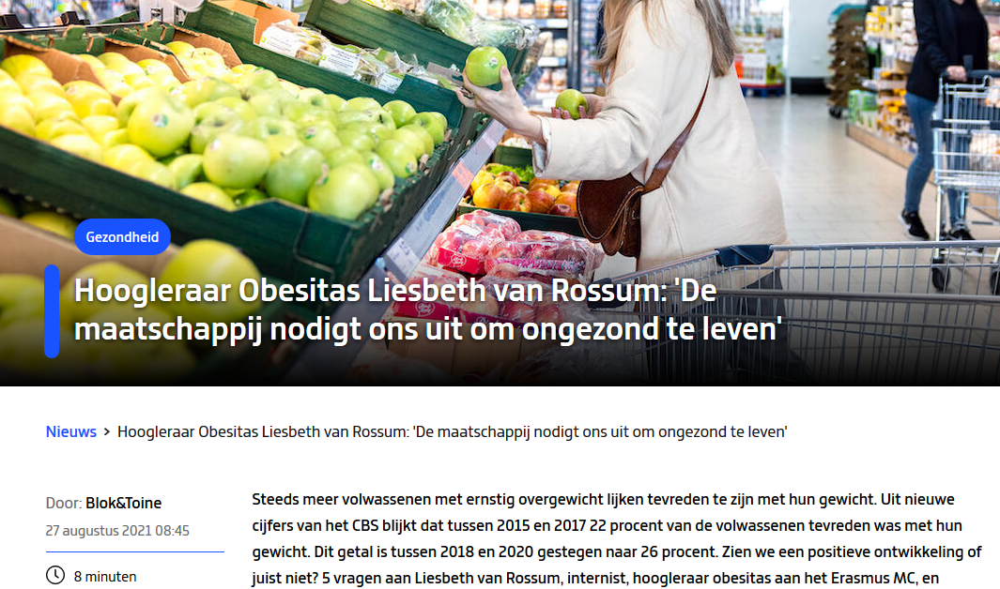 Gezondheid
Hoogleraar Obesitas Liesbeth van Rossum: 'De
maatschappij nodigt ons uit om ongezond te leven'
Nieuws > Hoogleraar Obesitas Liesbeth van Rossum: 'De maatschappij nodigt ons uit om ongezond te leven'
Door: Blok&Toine
27 augustus 2021 08:45
8 minuten
Steeds meer volwassenen met ernstig overgewicht lijken tevreden te zijn met hun gewicht. Uit nieuwe
cijfers van het CBS blijkt dat tussen 2015 en 2017 22 procent van de volwassenen tevreden was met hun
gewicht. Dit getal is tussen 2018 en 2020 gestegen naar 26 procent. Zien we een positieve ontwikkeling of
juist niet? 5 vragen aan Liesbeth van Rossum, internist, hoogleraar obesitas aan het Erasmus MC, en